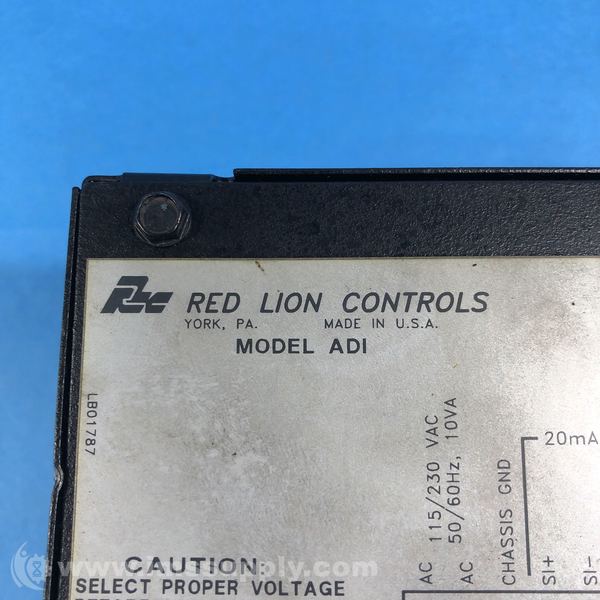 RLC RED LION CONTROLS
YORK, PA. MADE IN U.S.A.
MODEL ADI
LB01787
AC 115/230 VAC
AC 50/60Hz, 10VA
CHASSIS GND
20mA
SI+
SI-
CAUTION:
SELECT PROPER VOLTAGE